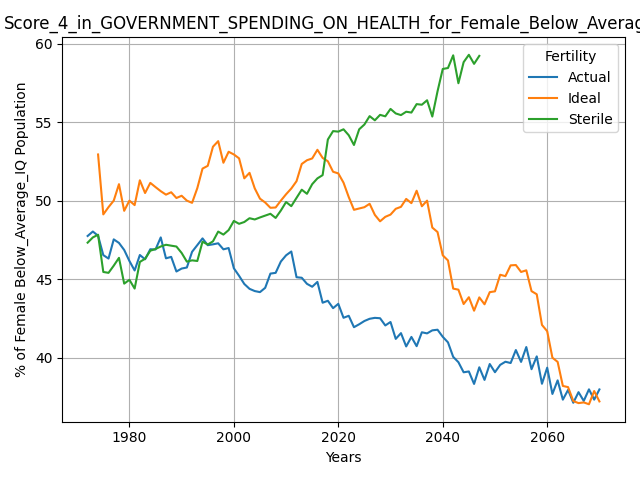 Score_4_in_GOVERNMENT_SPENDING_ON_HEALTH_for_Female_Below_Averag
60
55
50
45
40
% of Female Below_Average_IQ Population
Fertility
Actual
Ideal
Sterile
1980
2000
2020
2040
2060
Years